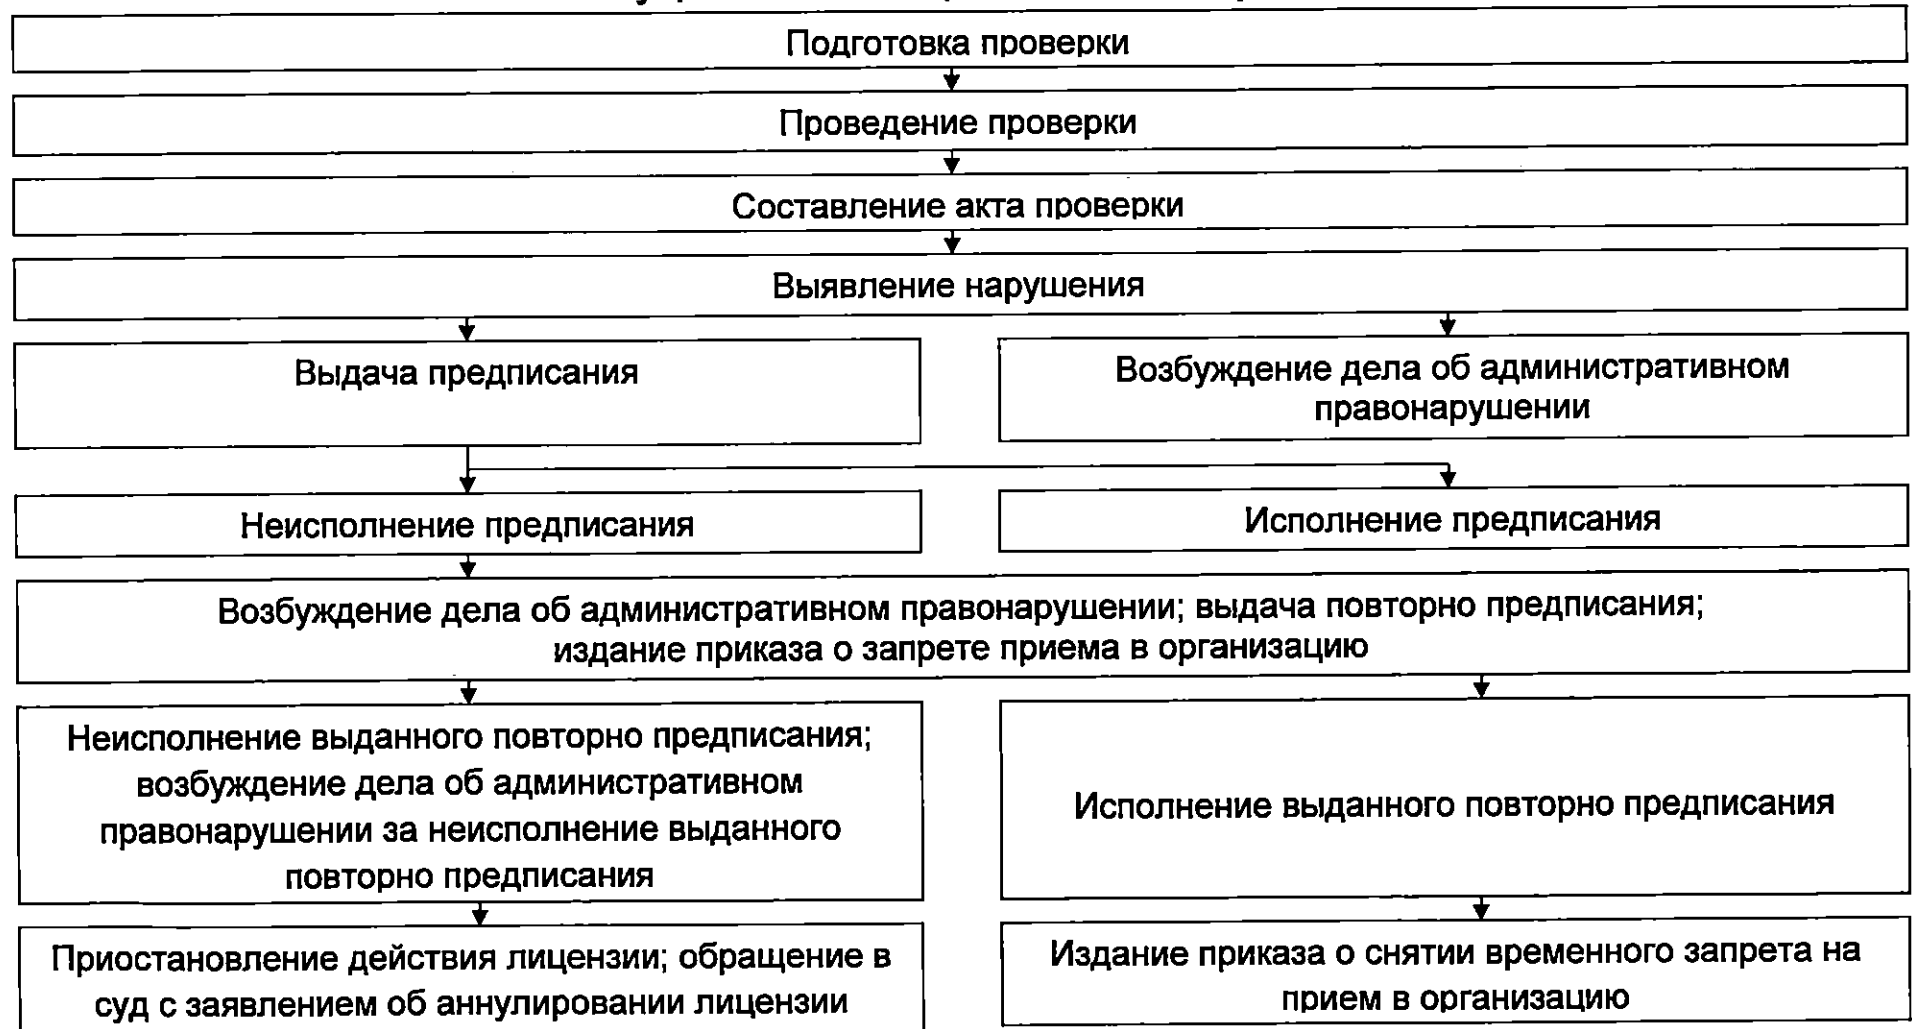 Подготовка проверки
Проведение проверки
Составление акта проверки
Выявление нарушения
Выдача предписания
Возбуждение дела об административном
правонарушении
Неисполнение предписания
Исполнение предписания
Возбуждение дела об административном правонарушении; выдача повторно предписания;
издание приказа о запрете приема в организацию
Неисполнение выданного повторно предписания;
возбуждение дела об административном
правонарушении за неисполнение выданного
повторно предписания
Исполнение выданного повторно предписания
Приостановление действия лицензии; обращение в
суд с заявлением об аннулировании лицензии
Издание приказа о снятии временного запрета на
прием в организацию